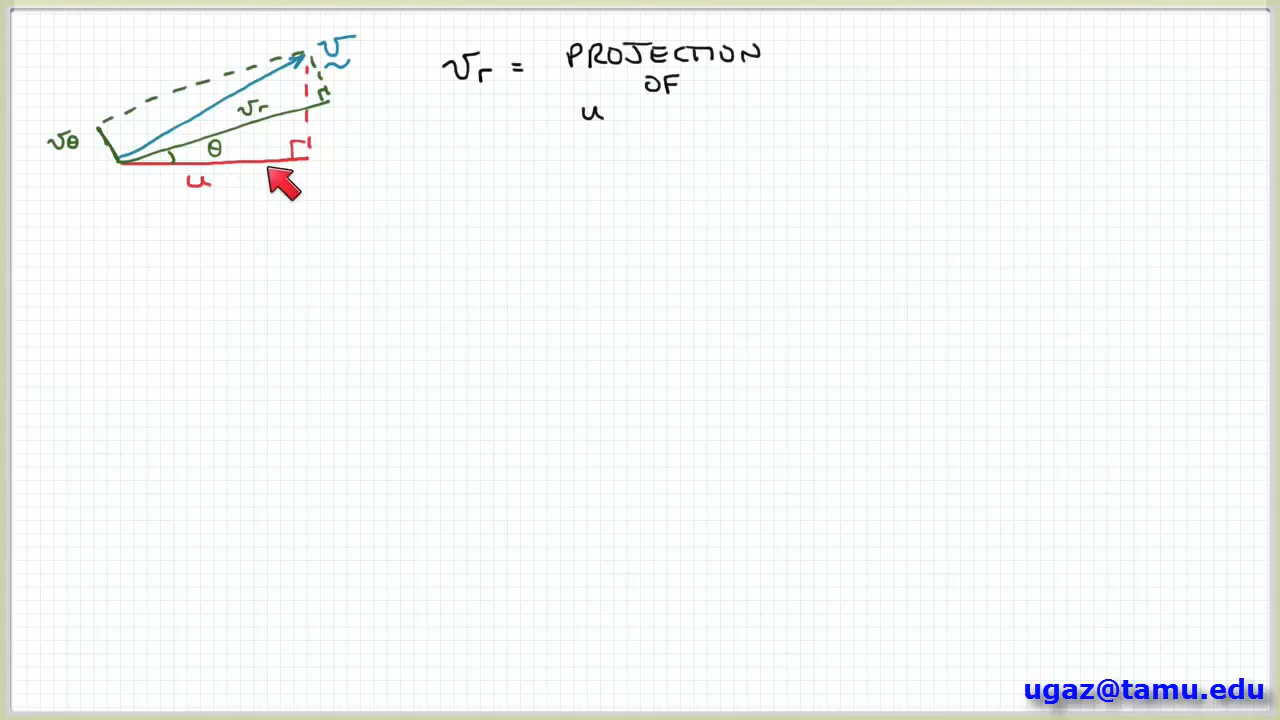 v
vᵣ = PROJECTION
OF
u
vᵣ
vθ
θ
u
ugaz@tamu.edu